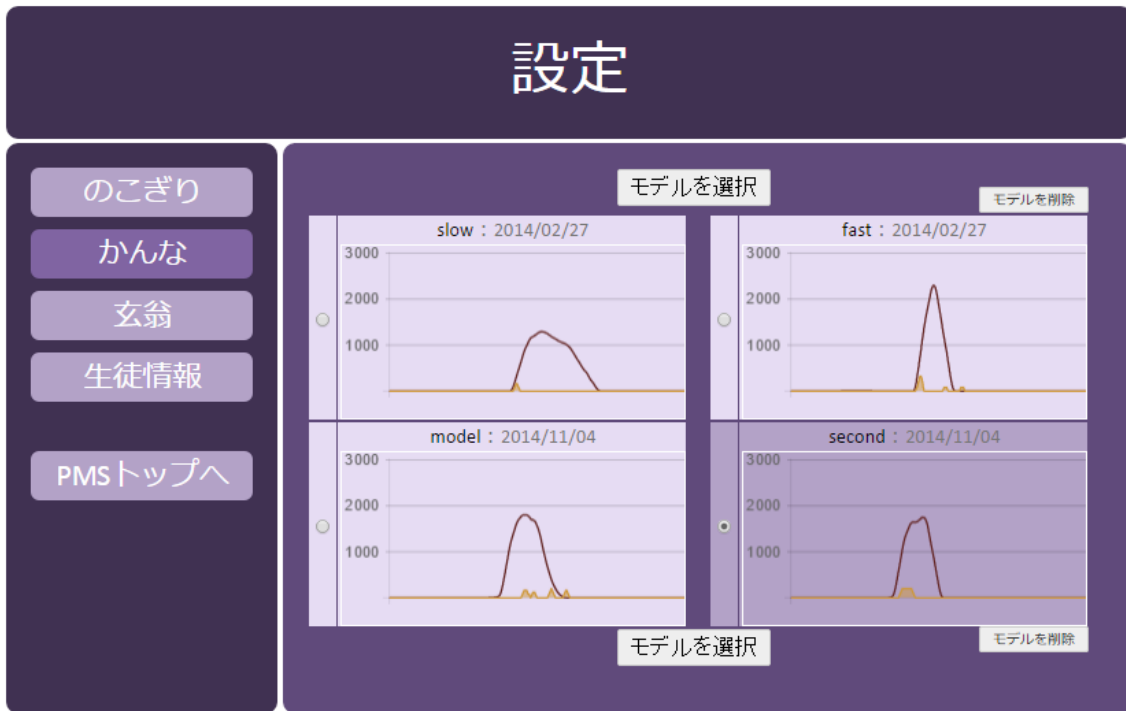 設定
のこぎり
かんな
玄翁
生徒情報
PMSトップへ
モデルを選択
モデルを削除
slow：2014/02/27
3000
2000
1000
fast：2014/02/27
3000
2000
1000
model：2014/11/04
3000
2000
1000
second：2014/11/04
3000
2000
1000
モデルを選択
モデルを削除